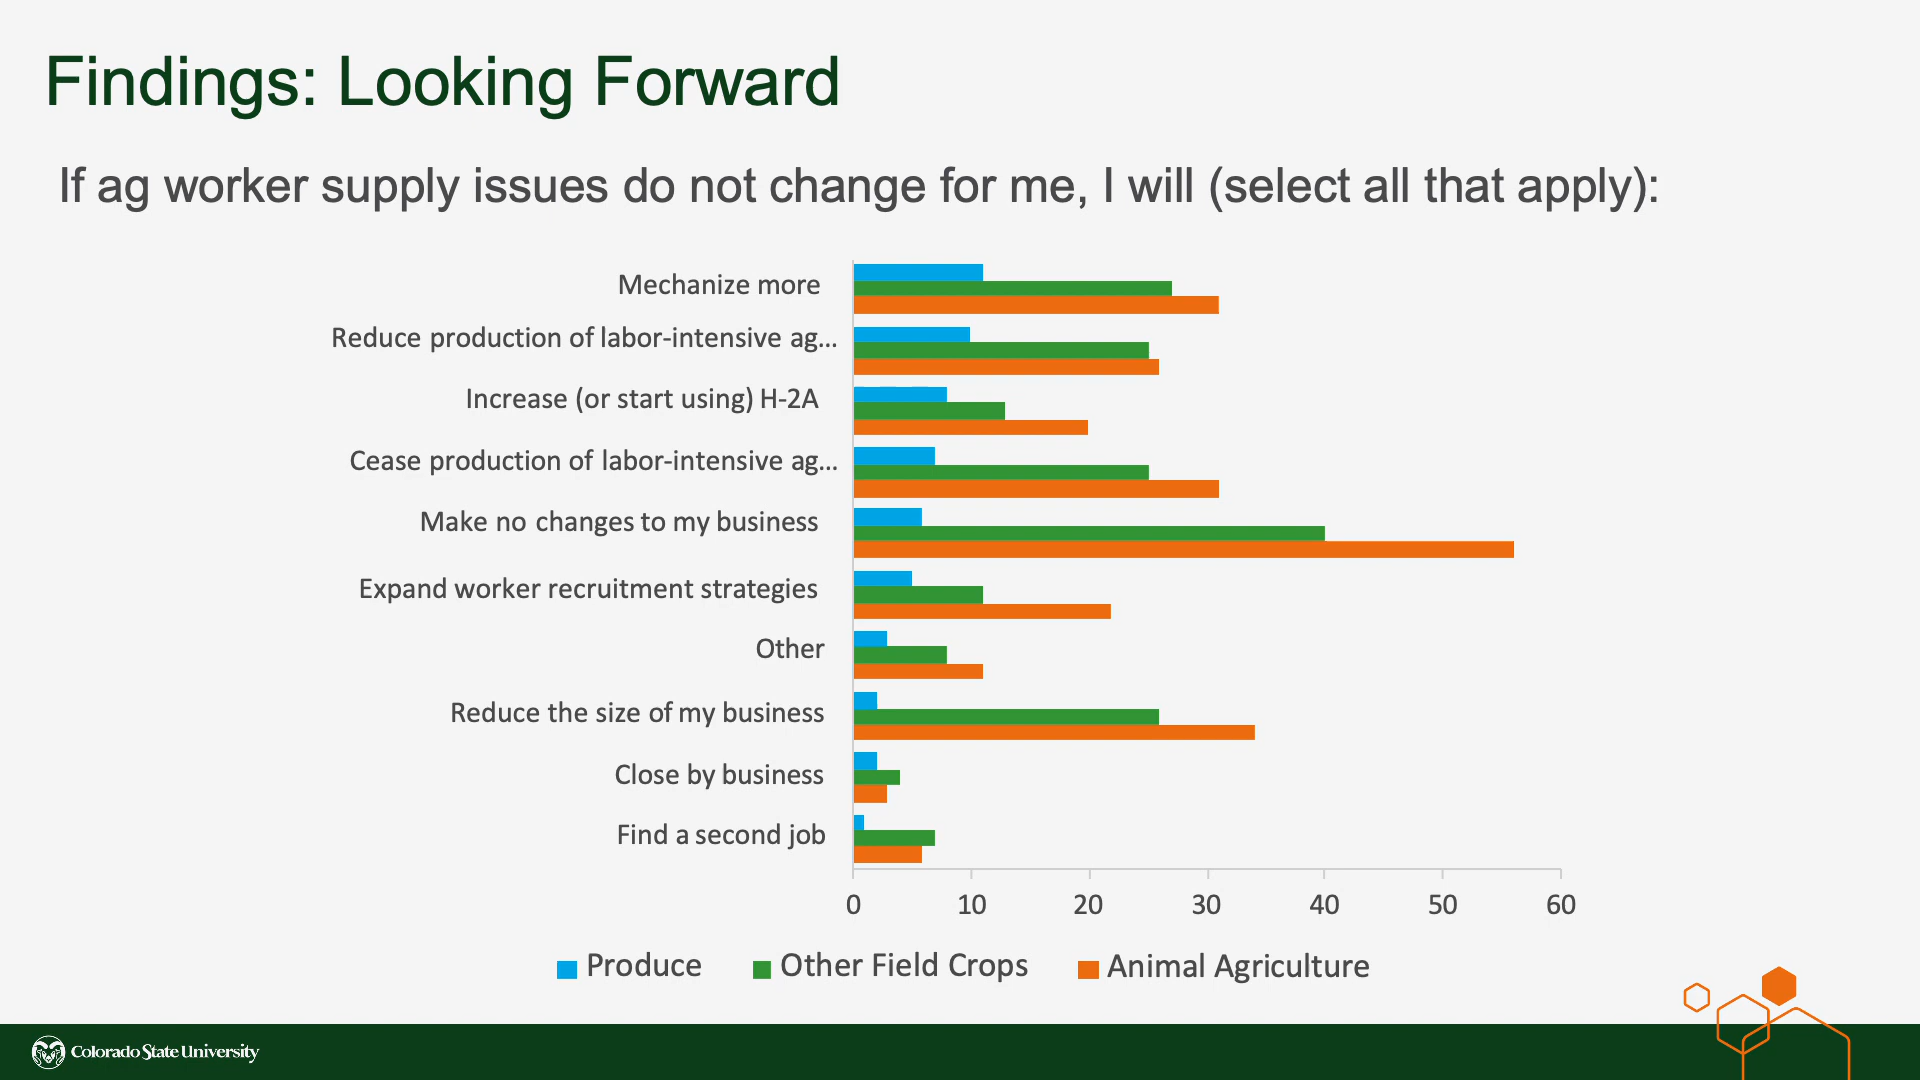 Findings: Looking Forward
If ag worker supply issues do not change for me, I will (select all that apply):
Mechanize more
Reduce production of labor-intensive ag...
Increase (or start using) H-2A
Cease production of labor-intensive ag...
Make no changes to my business
Expand worker recruitment strategies
Other
Reduce the size of my business
Close by business
Find a second job
0 10 20 30 40 50 60
Produce Other Field Crops Animal Agriculture
Colorado State University